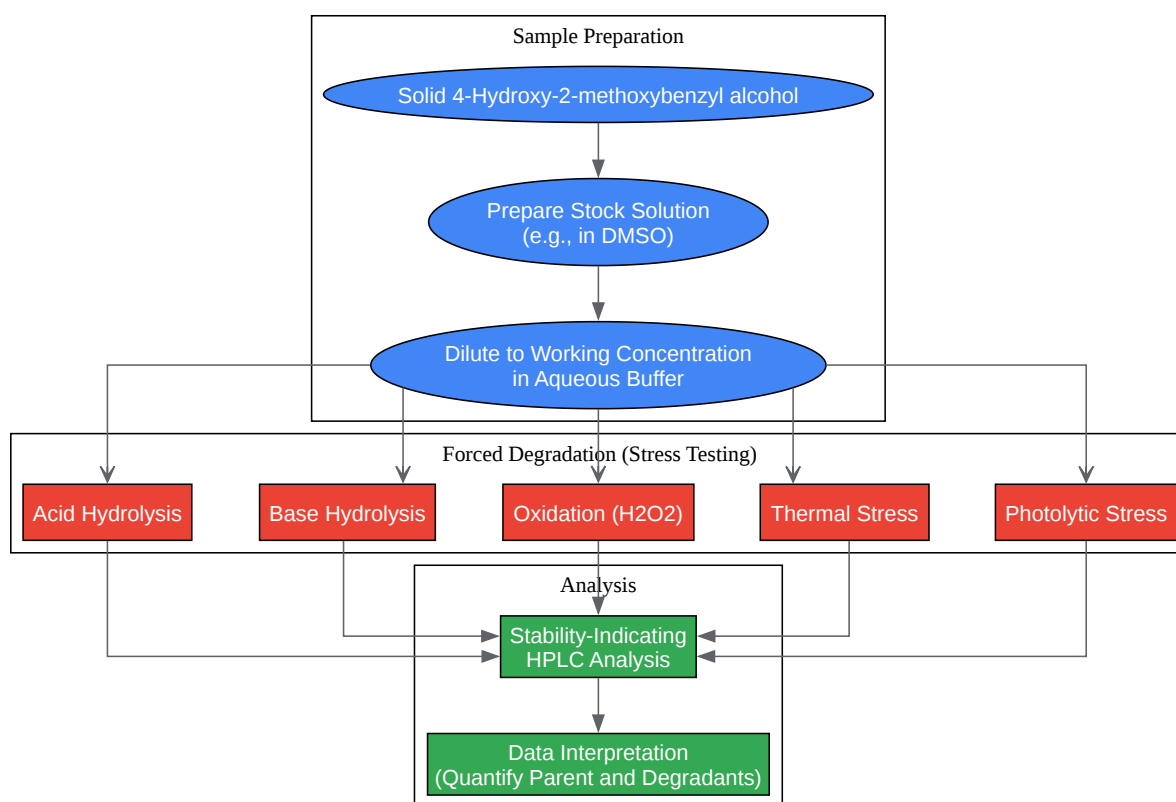 Sample Preparation
Solid 4-Hydroxy-2-methoxybenzyl alcohol
Prepare Stock Solution
(e.g., in DMSO)
Dilute to Working Concentration
in Aqueous Buffer
Forced Degradation (Stress Testing)
Acid Hydrolysis
Base Hydrolysis
Oxidation (H2O2)
Thermal Stress
Photolytic Stress
Analysis
Stability-Indicating
HPLC Analysis
Data Interpretation
(Quantify Parent and Degradants)